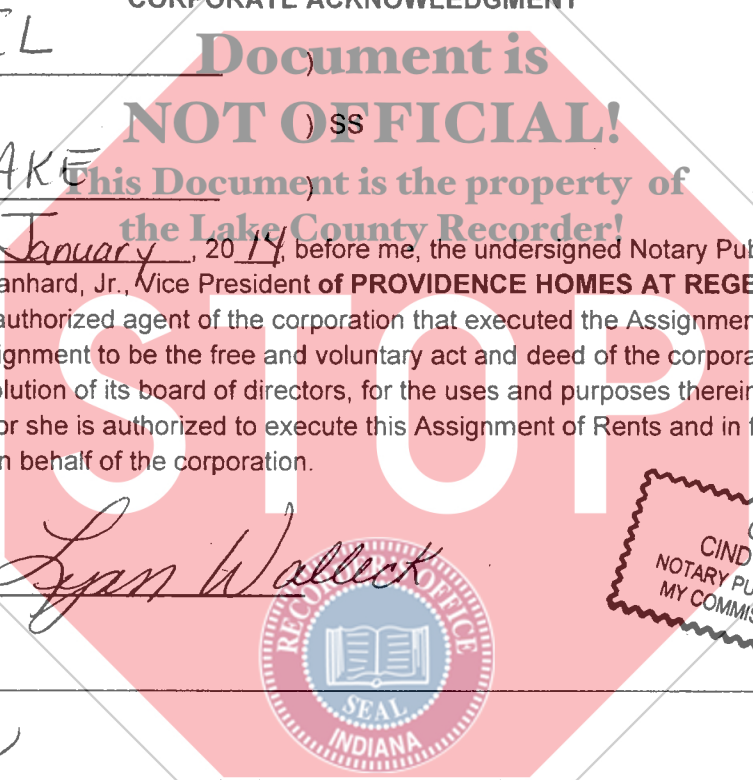 CORPORATE ACKNOWLEDGMENT
Document is
)
NOT OFFICIAL!
) SS
LAKE
This Document is the property of
)
the Lake County Recorder!
January, 20 14, before me, the undersigned Notary Pub
anhard, Jr., Vice President of PROVIDENCE HOMES AT REGE
authorized agent of the corporation that executed the Assignmen
ignment to be the free and voluntary act and deed of the corpora
lution of its board of directors, for the uses and purposes therein
or she is authorized to execute this Assignment of Rents and in f
n behalf of the corporation.
STOP
Lynn Walleck
CIND
NOTARY PU
MY COMMIS
RECORDER'S OFFICE
SEAL
INDIANA